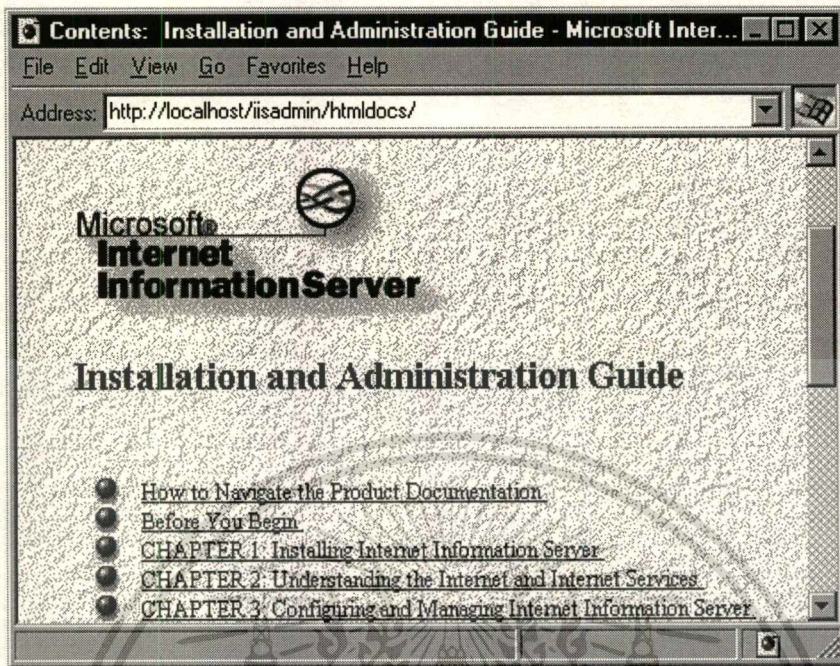 Contents: Installation and Administration Guide - Microsoft Inter...
File Edit View Go Favorites Help
Address: http://localhost/iisadmin/htmldocs/
Microsoft®
Internet
InformationServer
Installation and Administration Guide
How to Navigate the Product Documentation
Before You Begin
CHAPTER 1: Installing Internet Information Server
CHAPTER 2: Understanding the Internet and Internet Services
CHAPTER 3: Configuring and Managing Internet Information Server